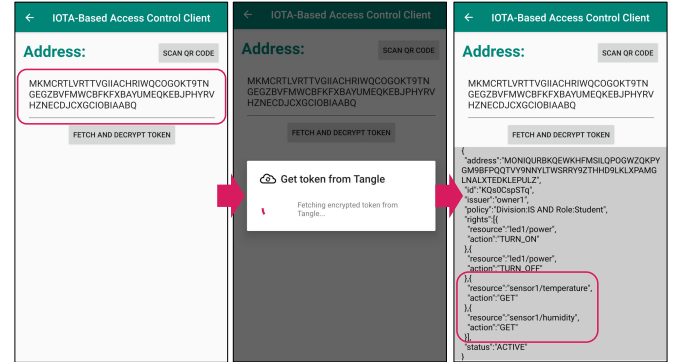 ← IOTA-Based Access Control Client
Address:
SCAN QR CODE
MKMCRTLVRTTVGIIACHRIWQCOGOKT9TN
GEGZBVFMWCBFKFXBAYUMEQKEBJPHYRV
HZNECDJCXGCIOBIAABQ
FETCH AND DECRYPT TOKEN
← IOTA-Based Access Control Client
Address:
SCAN QR CODE
MKMCRTLVRTTVGIIACHRIWQCOGOKT9TN
GEGZBVFMWCBFKFXBAYUMEQKEBJPHYRV
HZNECDJCXGCIOBIAABQ
FETCH AND DECRYPT TOKEN
Get token from Tangle
Fetching encrypted token from
Tangle...
← IOTA-Based Access Control Client
Address:
SCAN QR CODE
MKMCRTLVRTTVGIIACHRIWQCOGOKT9TN
GEGZBVFMWCBFKFXBAYUMEQKEBJPHYRV
HZNECDJCXGCIOBIAABQ
FETCH AND DECRYPT TOKEN
{
"address":"MONIQURBKQEWKHFMSILQPOGWZQKPY
GM9BFPQQTVY9NNYLTWSRRY9ZTHHD9LKLXPAMG
LNALXTEDKLEPULZ",
"id":"KQs0CspSTq",
"issuer":"owner1",
"policy":"Division:IS AND Role:Student",
"rights":[{
"resource":"led1/power",
"action":"TURN_ON"
},{
"resource":"led1/power",
"action":"TURN_OFF"
},{
"resource":"sensor1/temperature",
"action":"GET"
},{
"resource":"sensor1/humidity",
"action":"GET"
}],
"status":"ACTIVE"
}